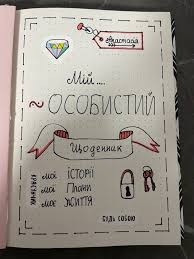 Анастасія
Мій....
~ ОСОБИСТИЙ
Щоденник
мої ІСТОРІЇ
мої Плани
моє ЖИТТЯ
БУДЬ СОБОЮ